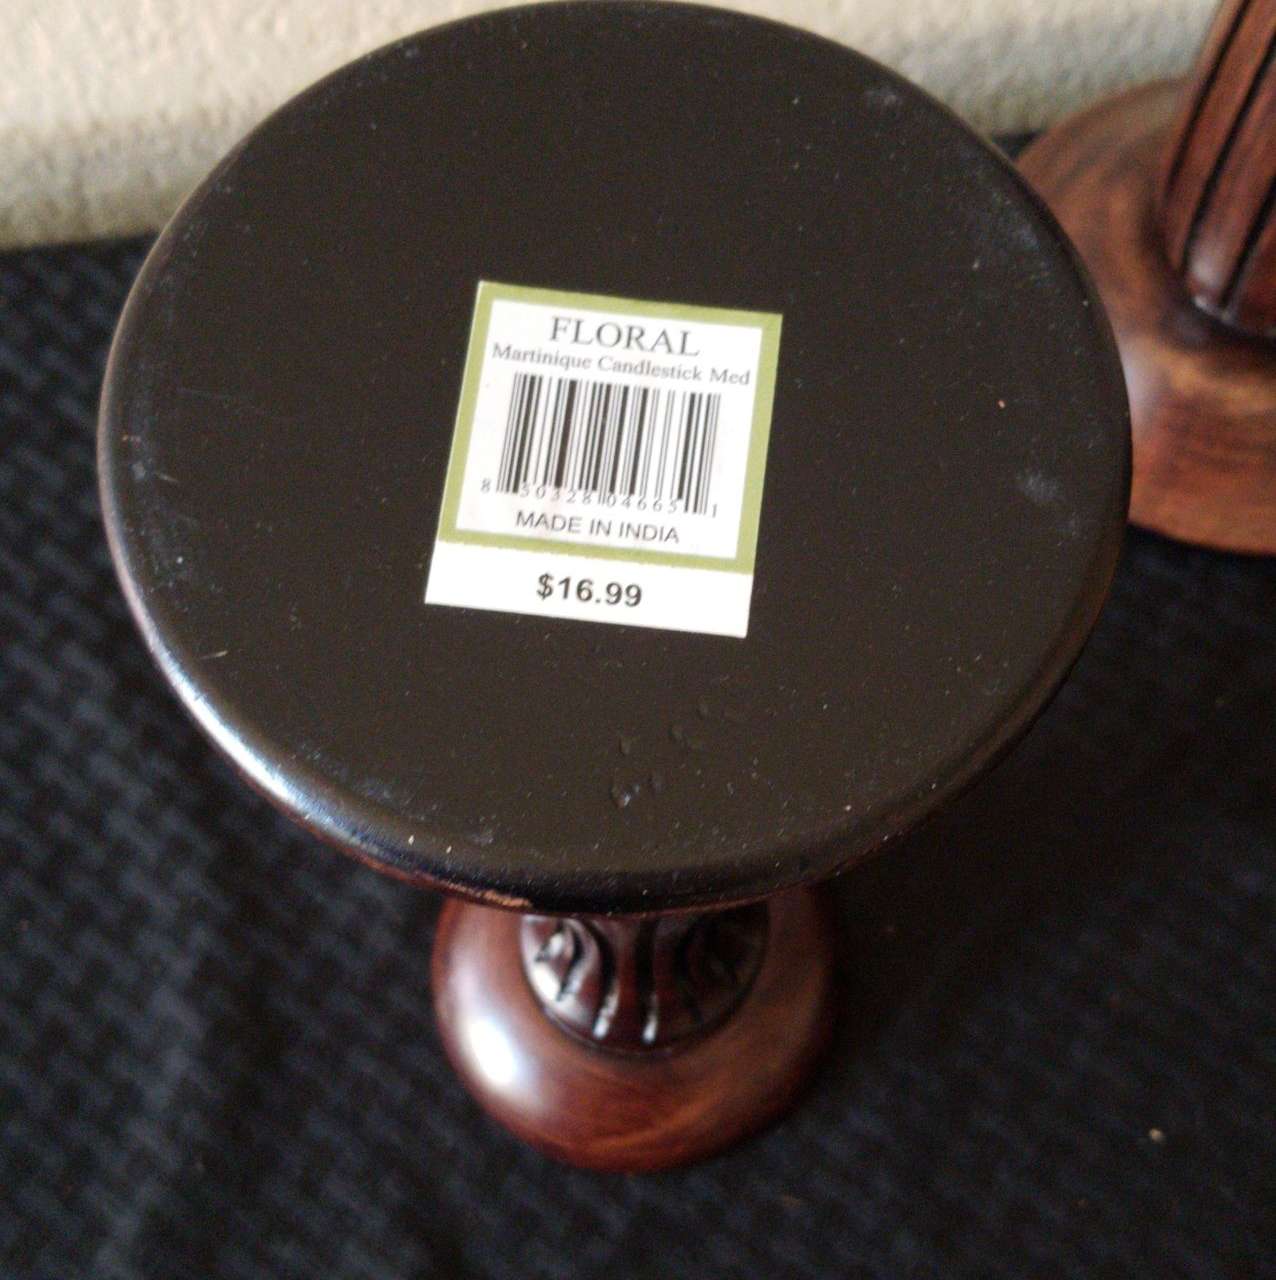 FLORAL
Martinique Candlestick Med
8 50328 04665 1
MADE IN INDIA
$16.99